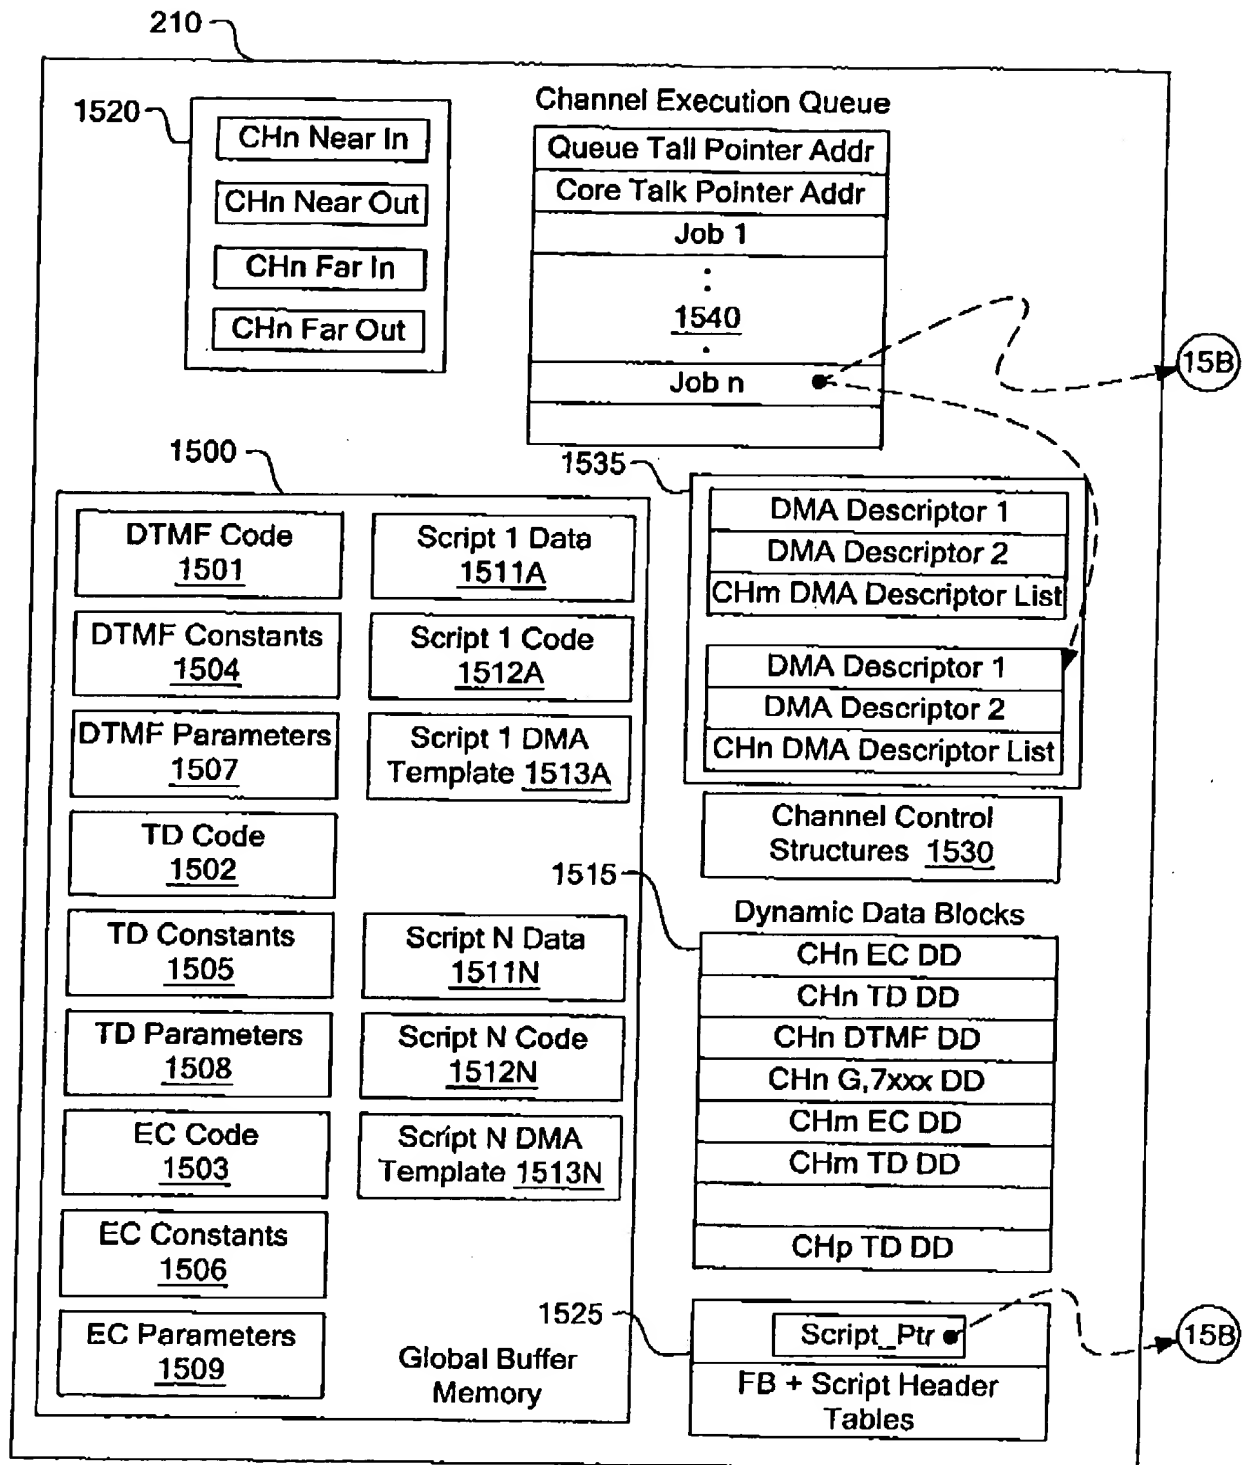 210
1520
CHn Near In
CHn Near Out
CHn Far In
CHn Far Out
Channel Execution Queue
Queue Tall Pointer Addr
Core Talk Pointer Addr
Job 1
1540
Job n
15B
1500
DTMF Code
1501
DTMF Constants
1504
DTMF Parameters
1507
TD Code
1502
TD Constants
1505
TD Parameters
1508
EC Code
1503
EC Constants
1506
EC Parameters
1509
Script 1 Data
1511A
Script 1 Code
1512A
Script 1 DMA
Template 1513A
Script N Data
1511N
Script N Code
1512N
Script N DMA
Template 1513N
Global Buffer
Memory
1535
DMA Descriptor 1
DMA Descriptor 2
CHm DMA Descriptor List
DMA Descriptor 1
DMA Descriptor 2
CHn DMA Descriptor List
Channel Control
Structures 1530
1515
Dynamic Data Blocks
CHn EC DD
CHn TD DD
CHn DTMF DD
CHn G,7xxx DD
CHm EC DD
CHm TD DD
CHp TD DD
1525
Script_Ptr
FB + Script Header
Tables
15B